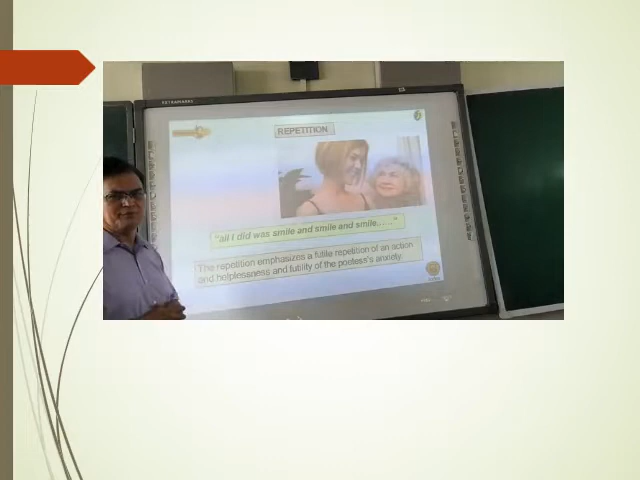 REPETITION
"all I did was smile and smile and smile......"
The repetition emphasizes a futile repetition of an action
and helplessness and futility of the poetess's anxiety.